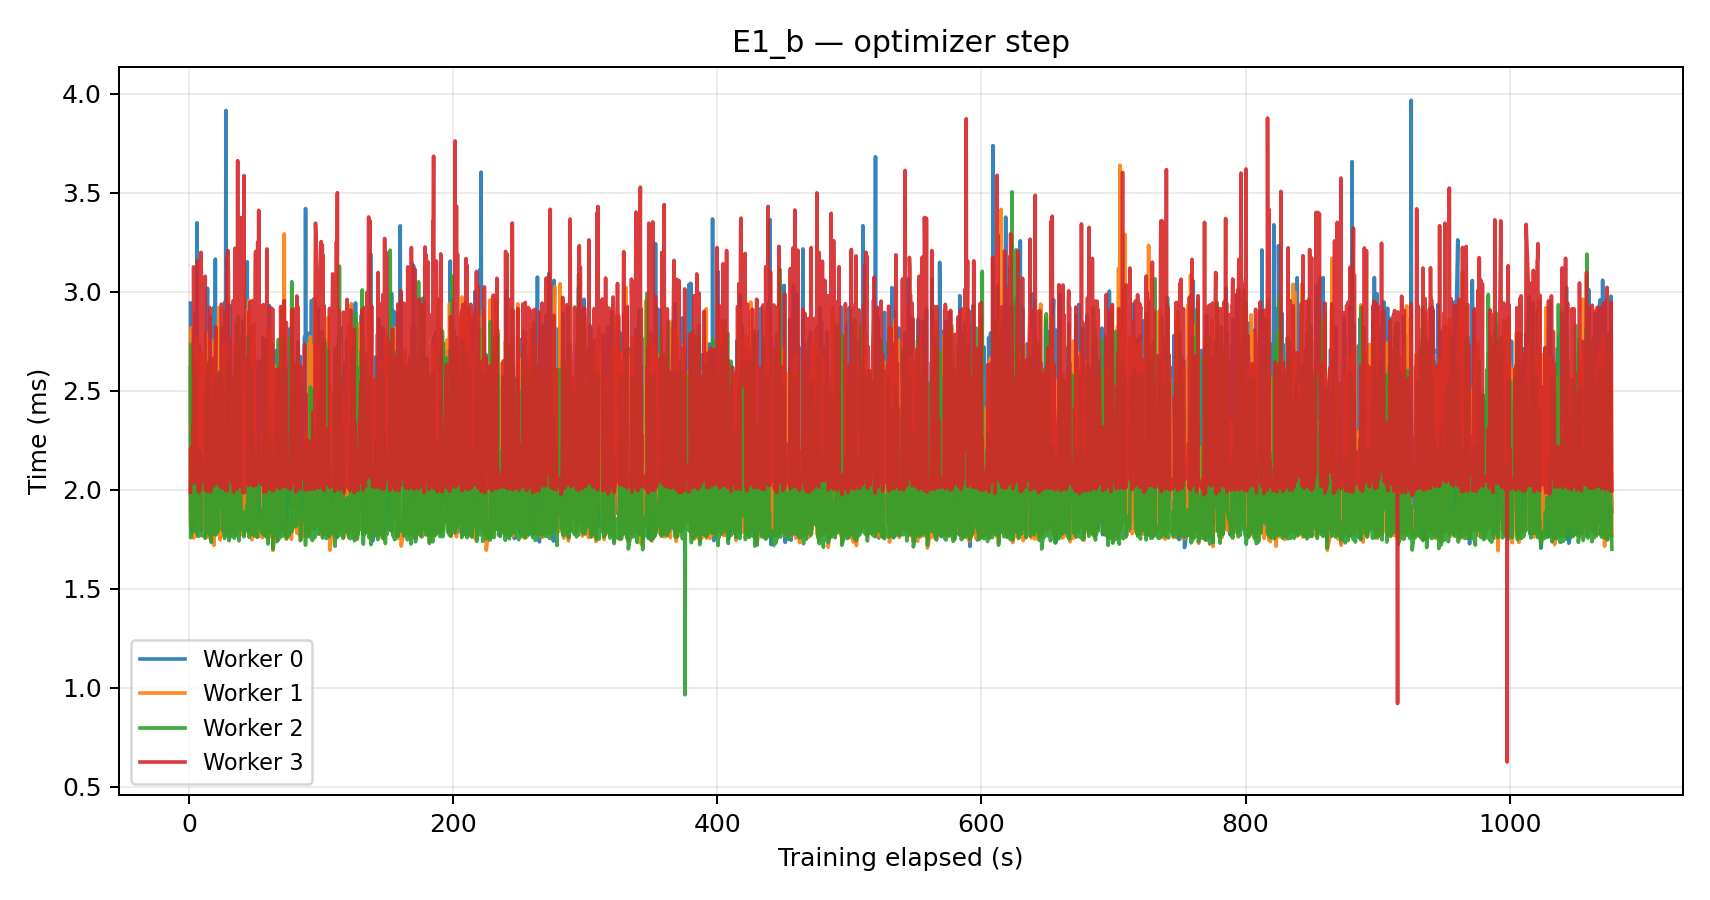 E1_b — optimizer step
Time (ms)
4.0
3.5
3.0
2.5
2.0
1.5
1.0
0.5
Worker 0
Worker 1
Worker 2
Worker 3
0 200 400 600 800 1000
Training elapsed (s)